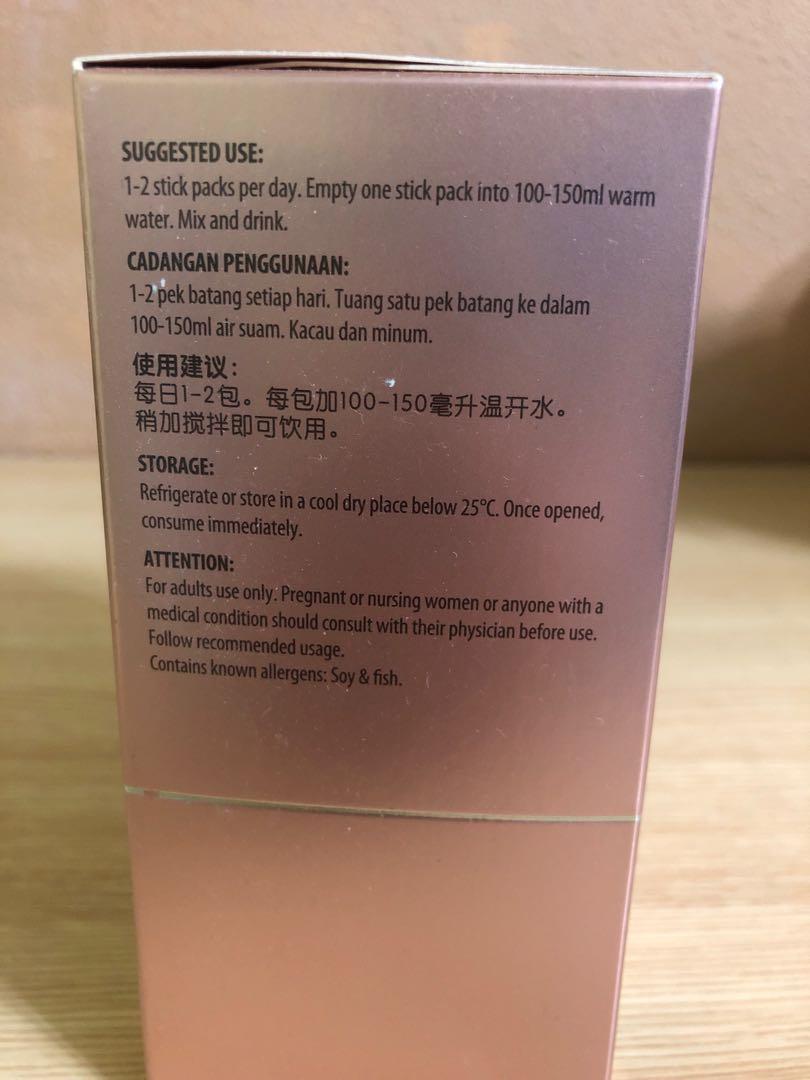 SUGGESTED USE:
1-2 stick packs per day. Empty one stick pack into 100-150ml warm
water. Mix and drink.
CADANGAN PENGGUNAAN:
1-2 pek batang setiap hari. Tuang satu pek batang ke dalam
100-150ml air suam. Kacau dan minum.
使用建议：
每日1-2包。每包加100-150毫升温开水。
稍加搅拌即可饮用。
STORAGE:
Refrigerate or store in a cool dry place below 25°C. Once opened,
consume immediately.
ATTENTION:
For adults use only. Pregnant or nursing women or anyone with a
medical condition should consult with their physician before use.
Follow recommended usage.
Contains known allergens: Soy & fish.